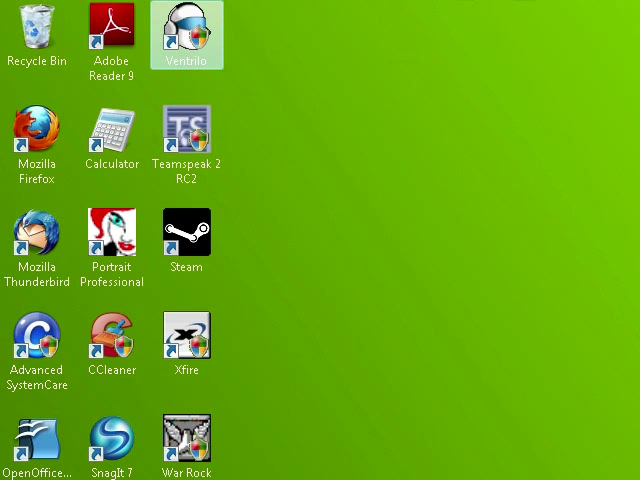 Recycle Bin
Adobe
Reader 9
Ventrilo
Mozilla
Firefox
Calculator
TS
Teamspeak 2
RC2
Mozilla
Thunderbird
Portrait
Professional
Steam
C
Advanced
SystemCare
CCleaner
X
Xfire
OpenOffice...
SnagIt 7
War Rock